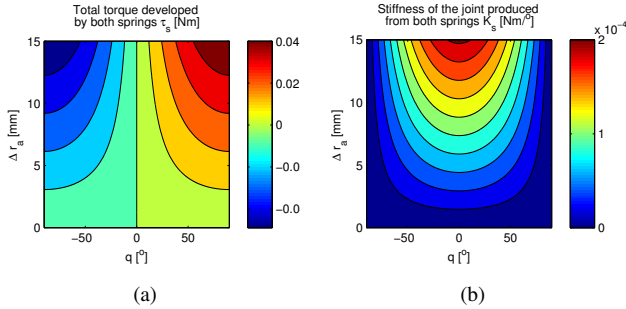 Total torque developed
by both springs τs [Nm]
15
10
5
0
Δ ra [mm]
−50
0
50
q [o]
0.04
0.02
0.00
−0.0
−0.0
(a)
Stiffness of the joint produced
from both springs Ks [Nm/o]
15
10
5
0
Δ ra [mm]
−50
0
50
q [o]
x 10−4
2
1
0
(b)